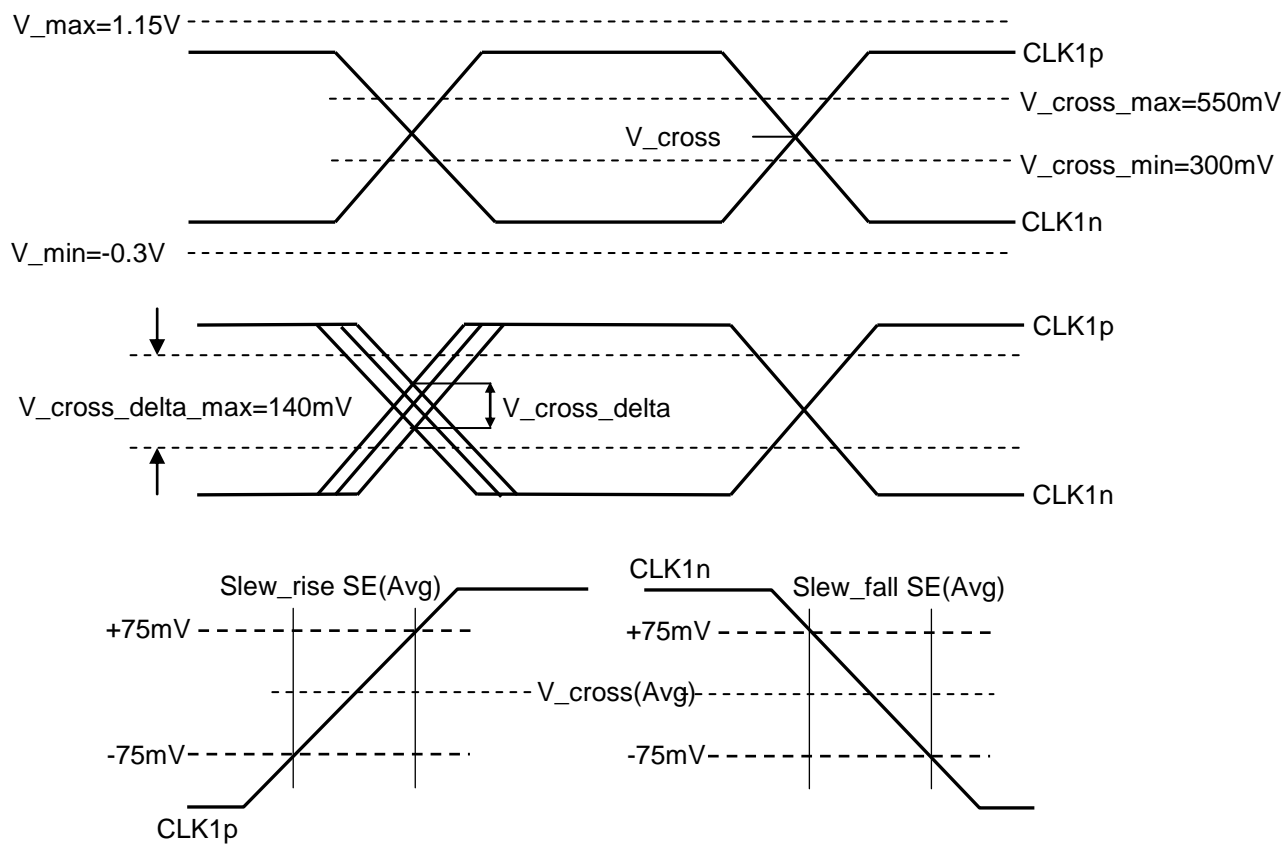 V_max=1.15V
CLK1p
V_cross_max=550mV
V_cross
V_cross_min=300mV
CLK1n
V_min=-0.3V
CLK1p
V_cross_delta_max=140mV
V_cross_delta
CLK1n
CLK1n
Slew_rise SE(Avg)
Slew_fall SE(Avg)
+75mV
+75mV
V_cross(Avg)
-75mV
-75mV
CLK1p